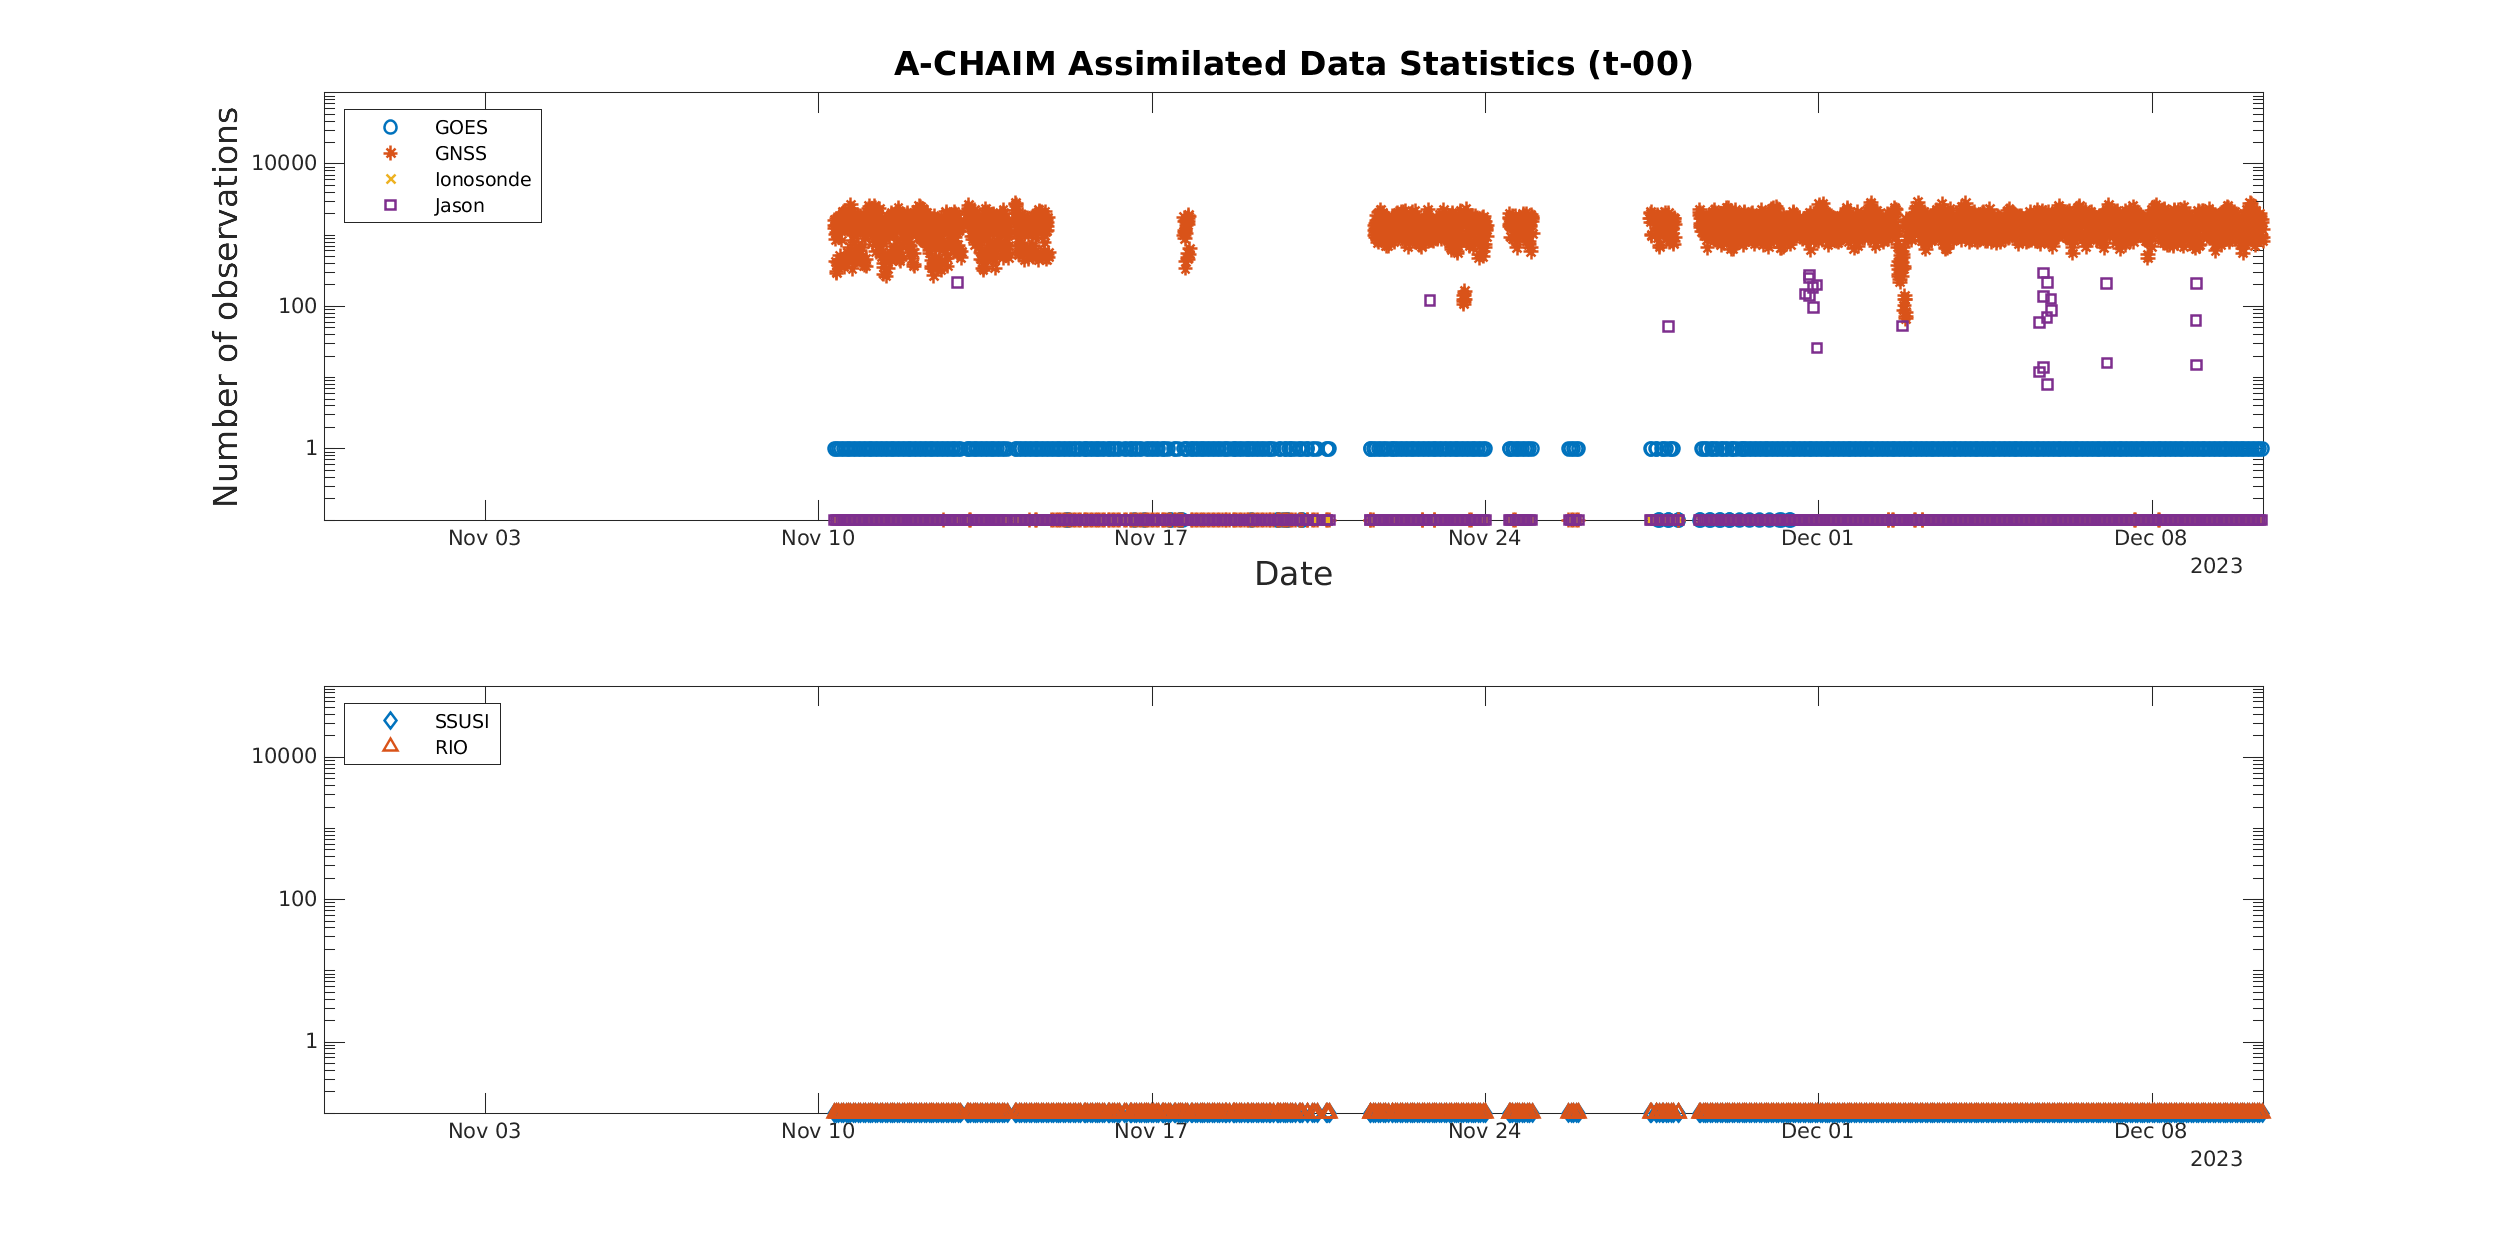 A-CHAIM Assimilated Data Statistics (t-00)
Number of observations
10000
100
1
GOES
GNSS
Ionosonde
Jason
Nov 03
Nov 10
Nov 17
Nov 24
Dec 01
Dec 08
2023
Date
10000
100
1
SSUSI
RIO
Nov 03
Nov 10
Nov 17
Nov 24
Dec 01
Dec 08
2023